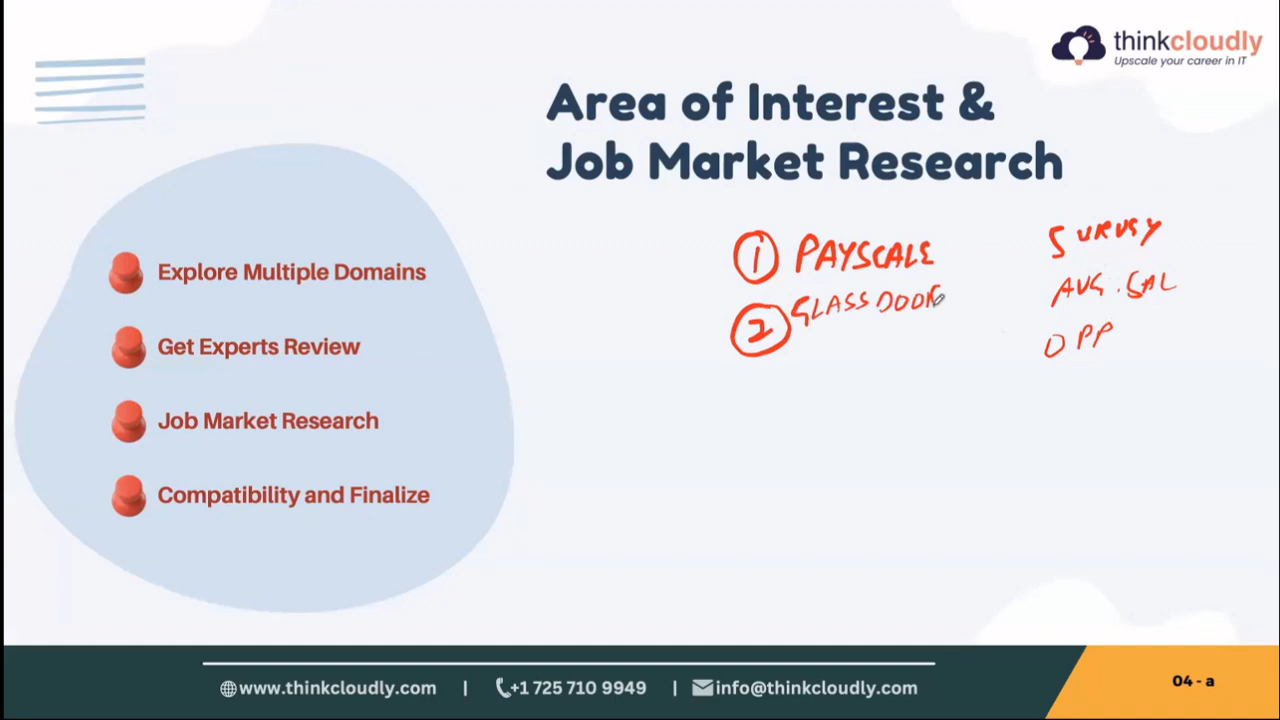 thinkcloudly
Upscale your career in IT
Area of Interest &
Job Market Research
Explore Multiple Domains
Get Experts Review
Job Market Research
Compatibility and Finalize
1 PAYSCALE
2 GLASSDOOR
SURVEY
AVG. SAL
OPP
www.thinkcloudly.com | +1 725 710 9949 | info@thinkcloudly.com
04 - a